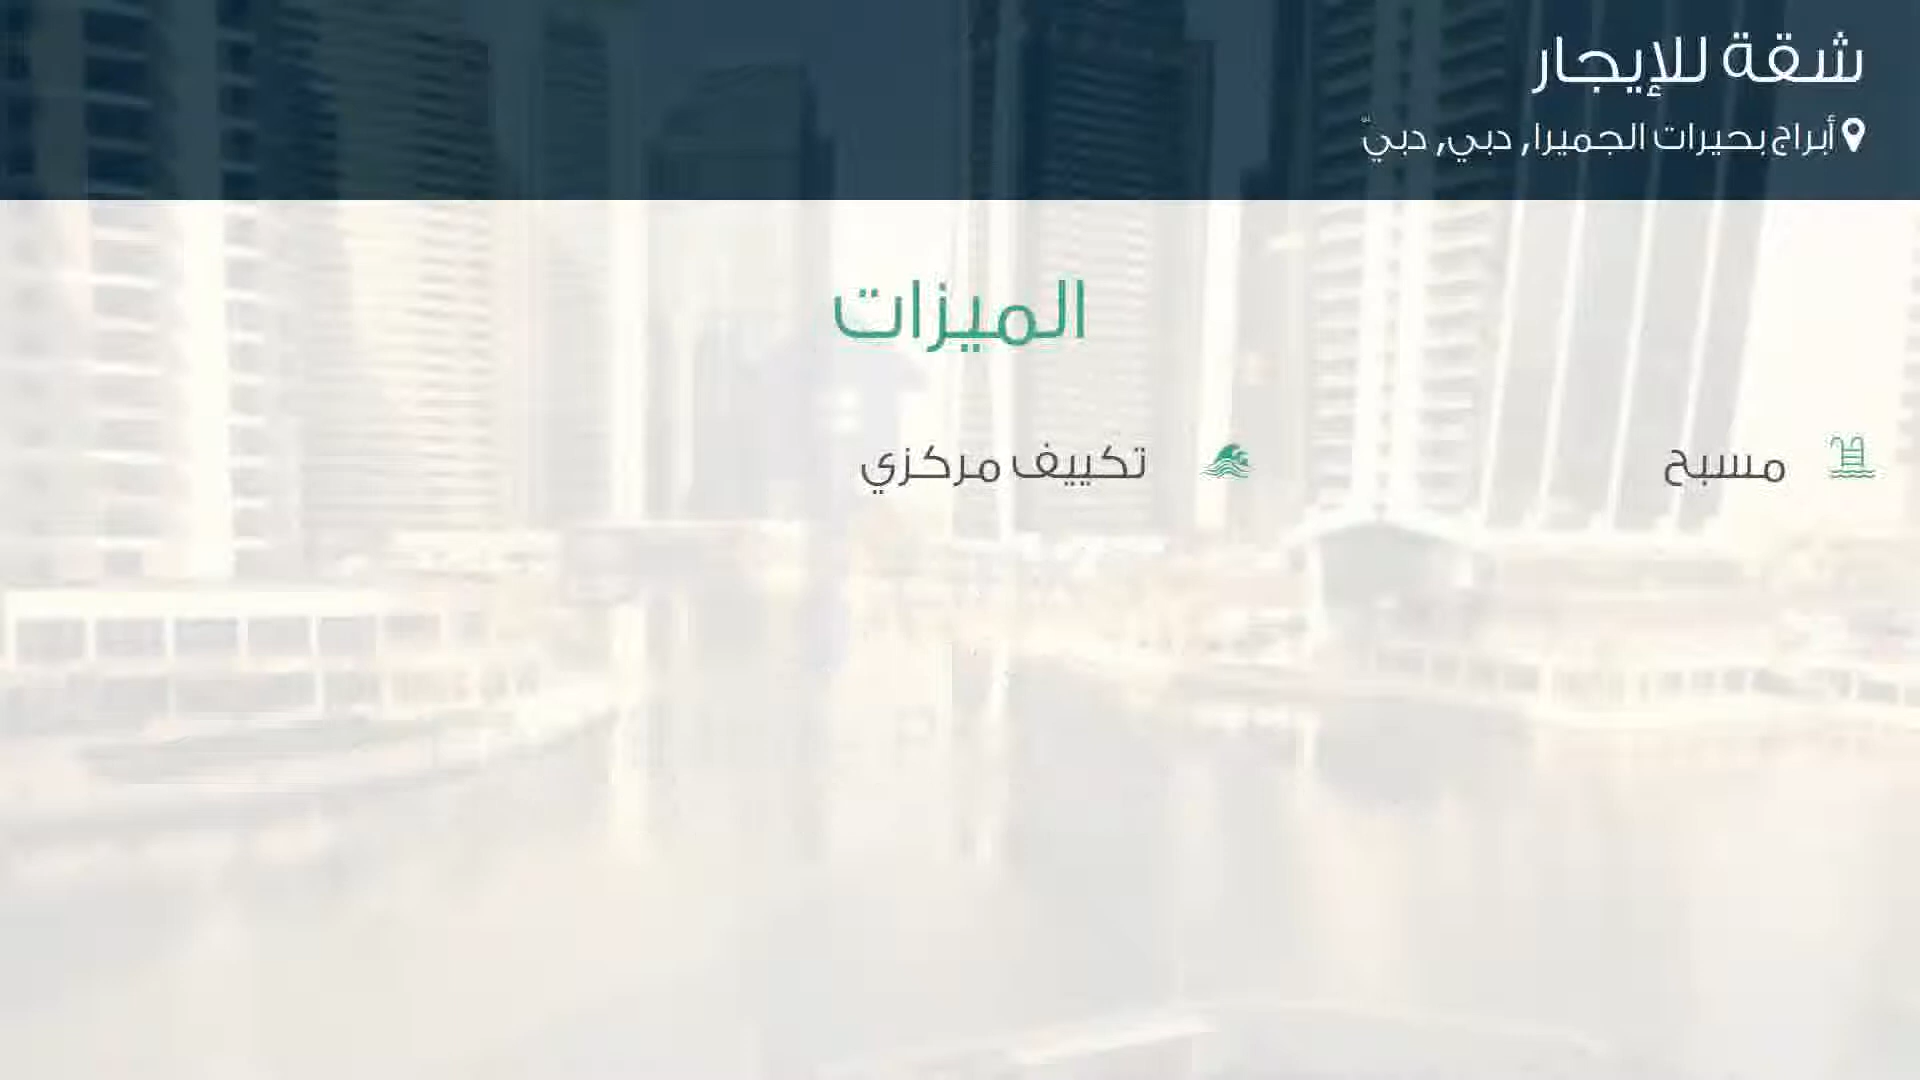 شقة للإيجار
أبراج بحيرات الجميرا, دبي, دبيّ
الميزات
مسبح
تكييف مركزي